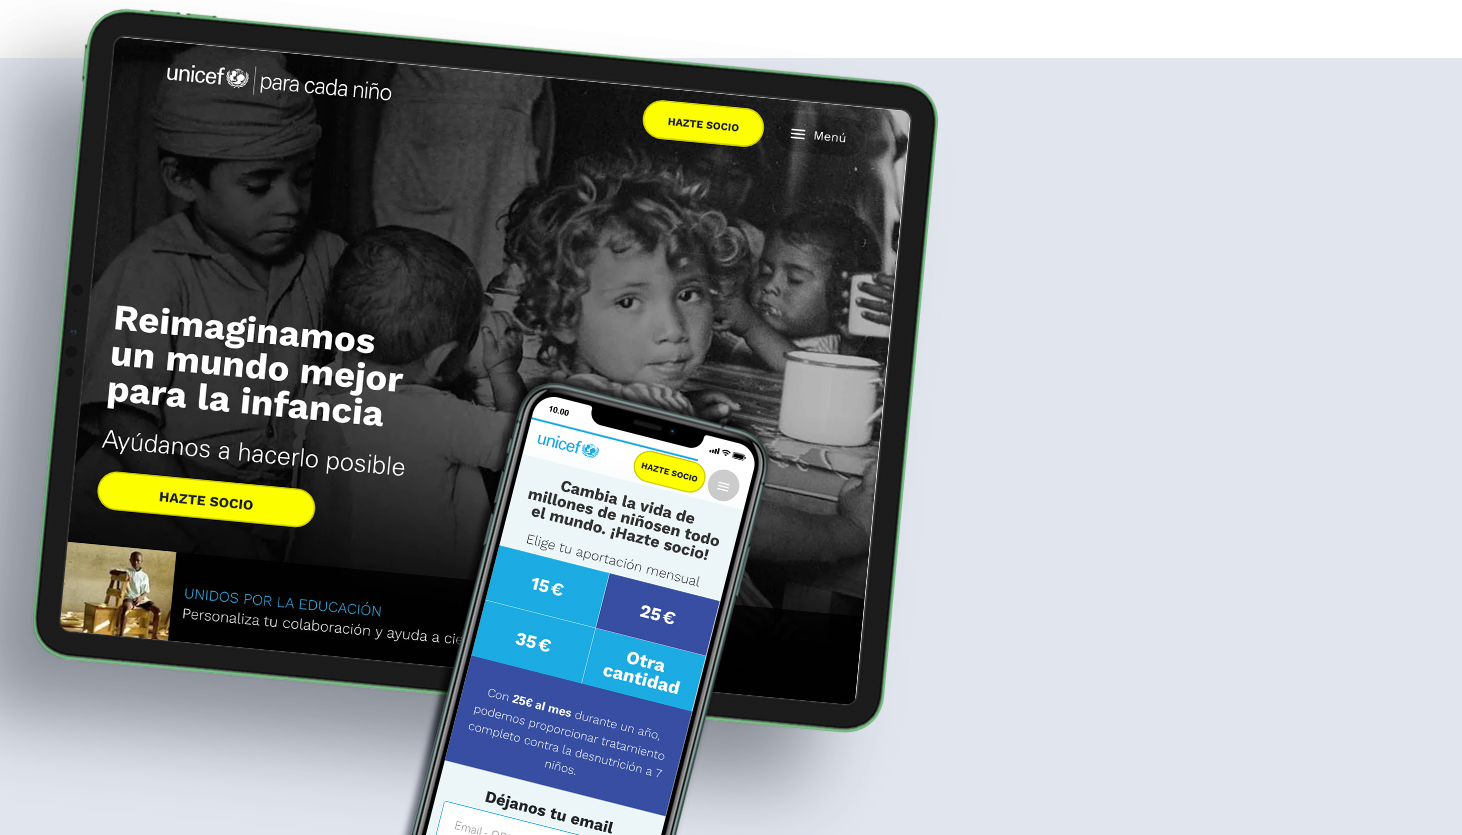 unicef | para cada niño
HAZTE SOCIO
Menú
Reimaginamos
un mundo mejor
para la infancia
Ayúdanos a hacerlo posible
HAZTE SOCIO
UNIDOS POR LA EDUCACIÓN
Personaliza tu colaboración y ayuda a
10.00
unicef
HAZTE SOCIO
Cambia la vida de
millones de niñosen todo
el mundo. ¡Hazte socio!
Elige tu aportación mensual
15€
25€
35€
Otra
cantidad
Con 25€ al mes durante un año,
podemos proporcionar tratamiento
completo contra la desnutrición a 7
niños.
Déjanos tu email
Email -